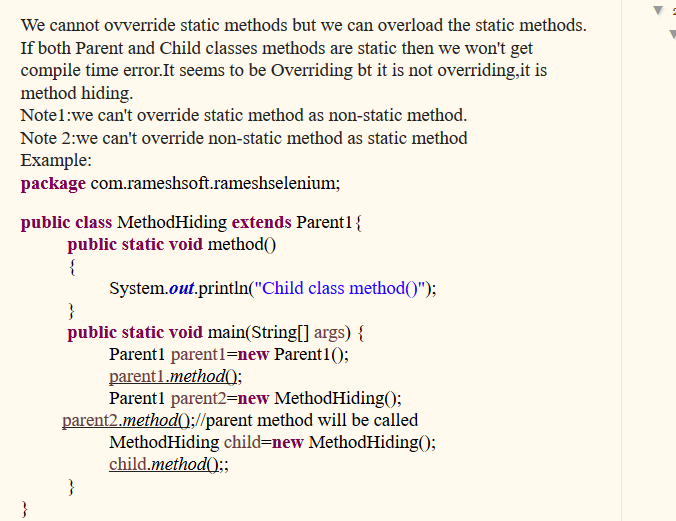 We cannot ovverride static methods but we can overload the static methods.
If both Parent and Child classes methods are static then we won't get
compile time error.It seems to be Overriding bt it is not overriding,it is
method hiding.
Note1:we can't override static method as non-static method.
Note 2:we can't override non-static method as static method
Example:
package com.rameshsoft.rameshselenium;
public class MethodHiding extends Parent1{
public static void method()
{
System.out.println("Child class method()");
}
public static void main(String[] args) {
Parent1 parent1=new Parent1();
parent1.method();
Parent1 parent2=new MethodHiding();
parent2.method();//parent method will be called
MethodHiding child=new MethodHiding();
child.method();;
}
}